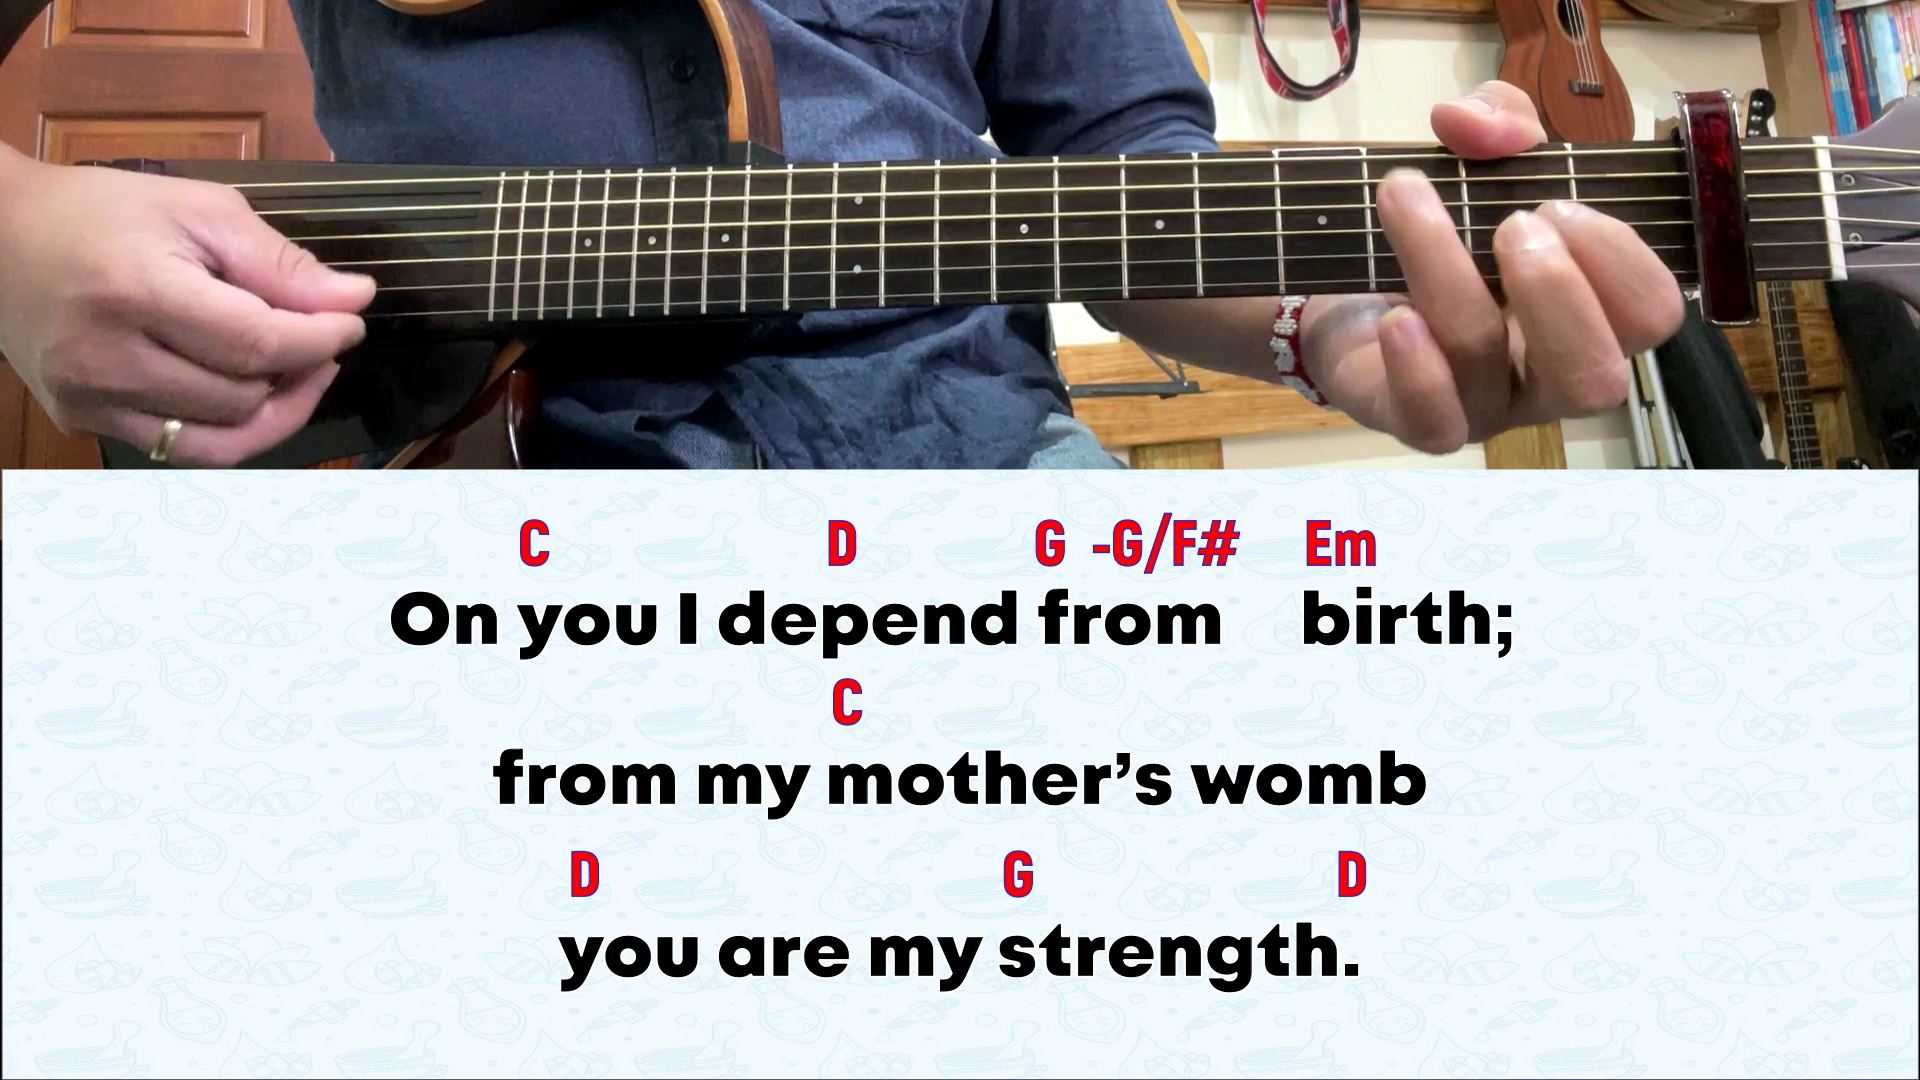 C D G -G/F# Em
On you I depend from birth;
C
from my mother’s womb
D G D
you are my strength.